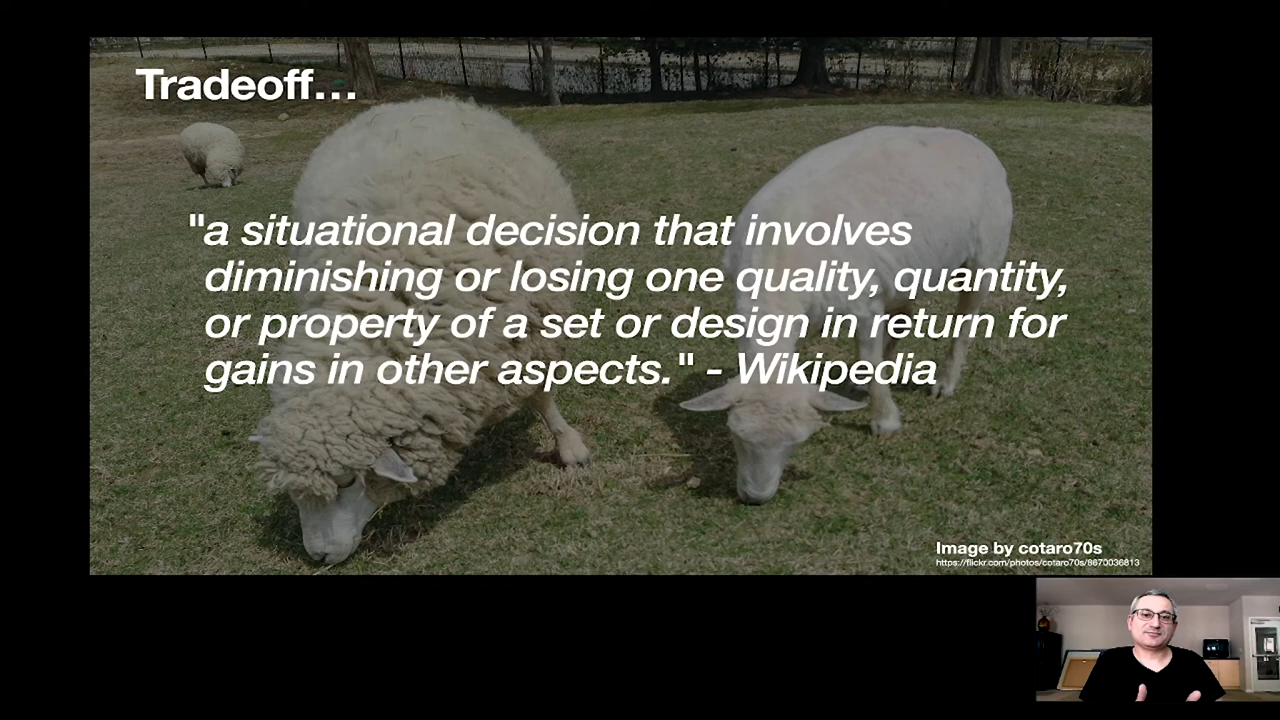 Tradeoff...
"a situational decision that involves
diminishing or losing one quality, quantity,
or property of a set or design in return for
gains in other aspects." - Wikipedia
Image by cotaro70s
https://flickr.com/photos/cotaro70s/8670036813